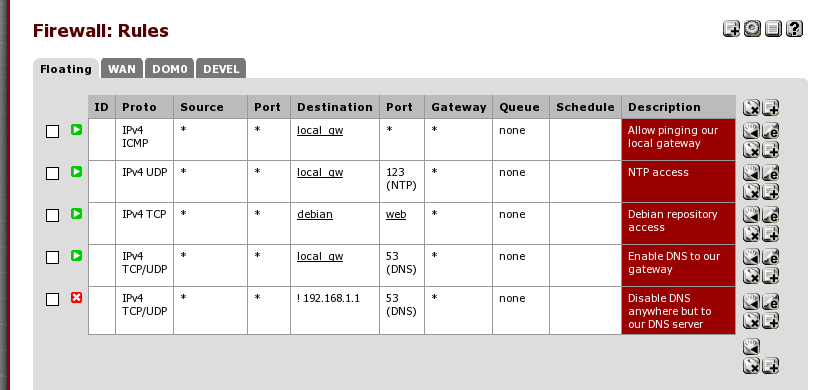 Firewall: Rules
Floating WAN DOM0 DEVEL
ID Proto Source Port Destination Port Gateway Queue Schedule Description
IPv4 ICMP * * local_gw * * none Allow pinging our local gateway
IPv4 UDP * * local_gw 123 (NTP) * none NTP access
IPv4 TCP * * debian web * none Debian repository access
IPv4 TCP/UDP * * local_gw 53 (DNS) * none Enable DNS to our gateway
IPv4 TCP/UDP * * ! 192.168.1.1 53 (DNS) * none Disable DNS anywhere but to our DNS server